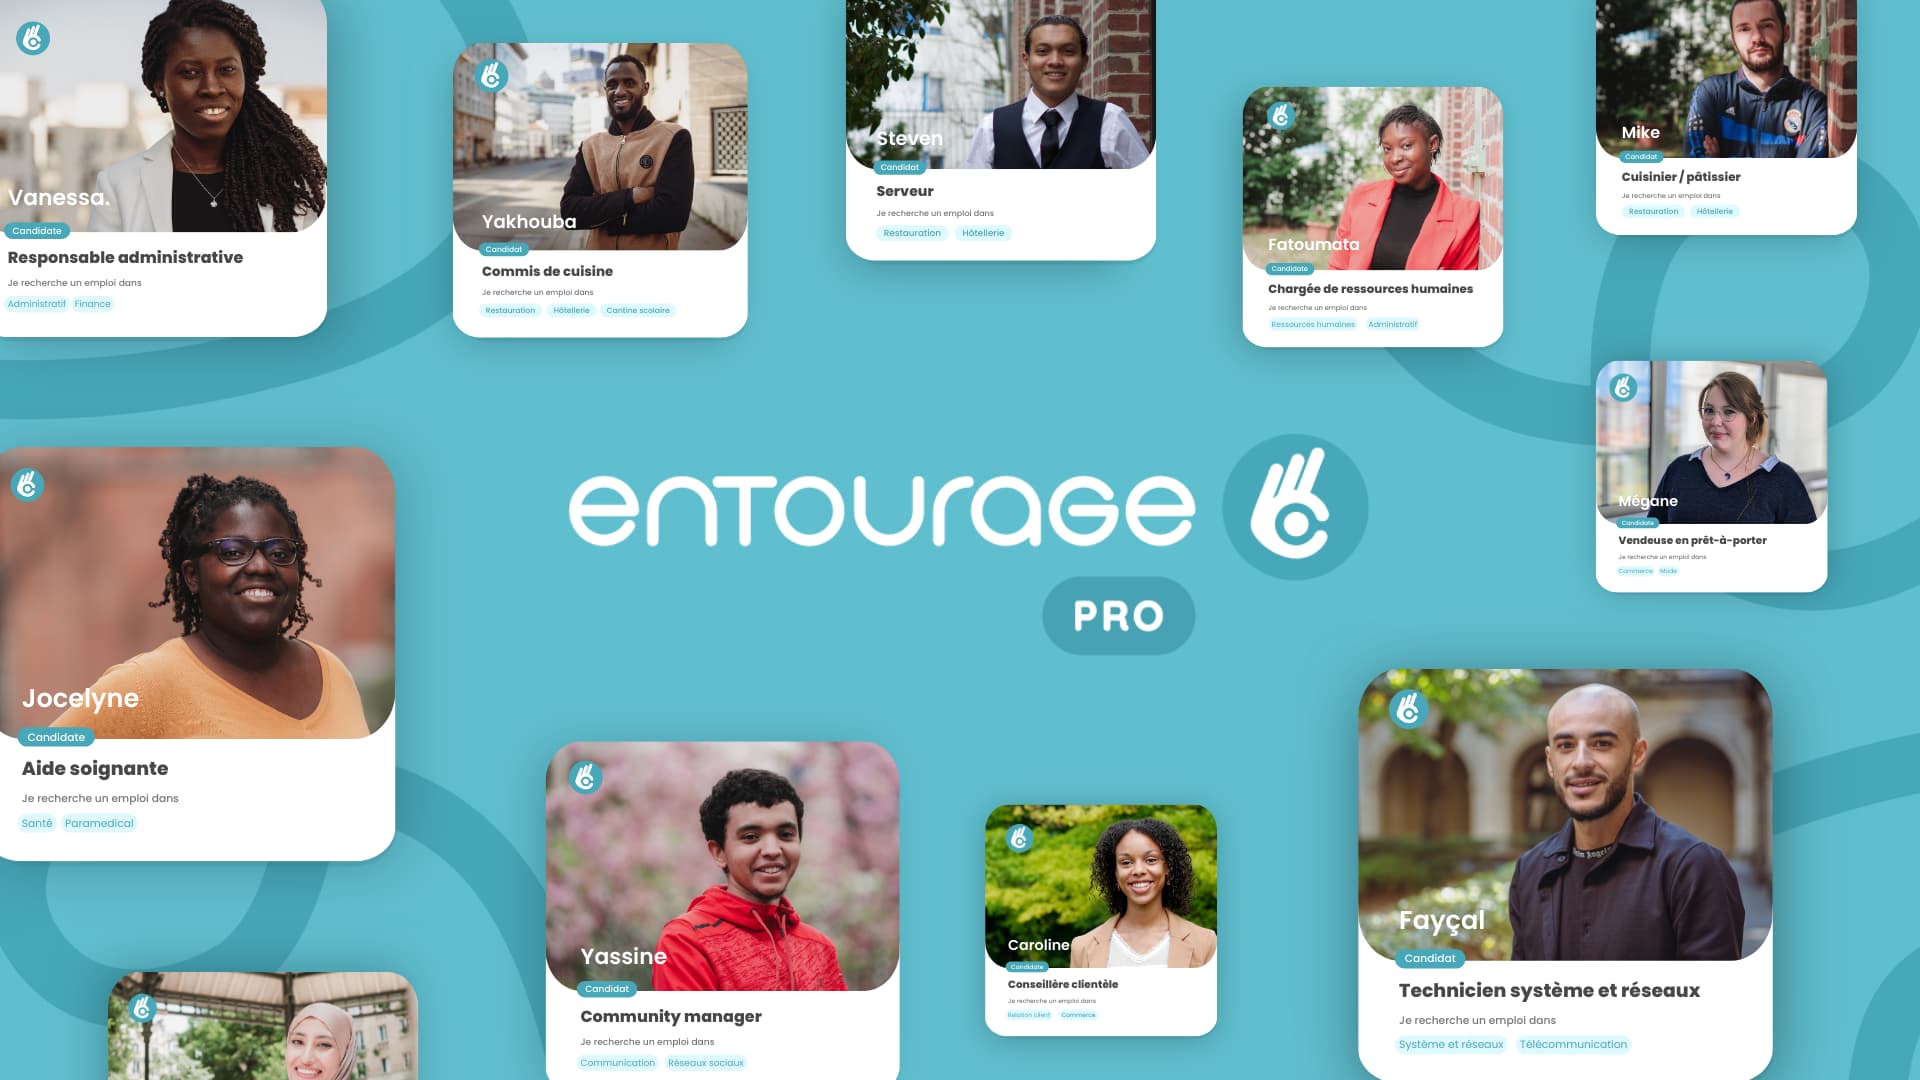 Vanessa.
Candidate
Responsable administrative
Je recherche un emploi dans
Administratif Finance
Yakhouba
Candidat
Commis de cuisine
Je recherche un emploi dans
Restauration Hôtellerie Cantine scolaire
Steven
Candidat
Serveur
Je recherche un emploi dans
Restauration Hôtellerie
Fatoumata
Candidate
Chargée de ressources humaines
Je recherche un emploi dans
Ressources humaines Administratif
Mike
Candidat
Cuisinier / pâtissier
Je recherche un emploi dans
Restauration Hôtellerie
Mégane
Candidate
Vendeuse en prêt-à-porter
Je recherche un emploi dans
Commerce Mode
entourage
PRO
Jocelyne
Candidate
Aide soignante
Je recherche un emploi dans
Santé Paramedical
Yassine
Candidat
Community manager
Je recherche un emploi dans
Communication Réseaux sociaux
Caroline
Candidate
Conseillère clientèle
Je recherche un emploi dans
Relation client Commerce
Fayçal
Candidat
Technicien système et réseaux
Je recherche un emploi dans
Système et réseaux Télécommunication